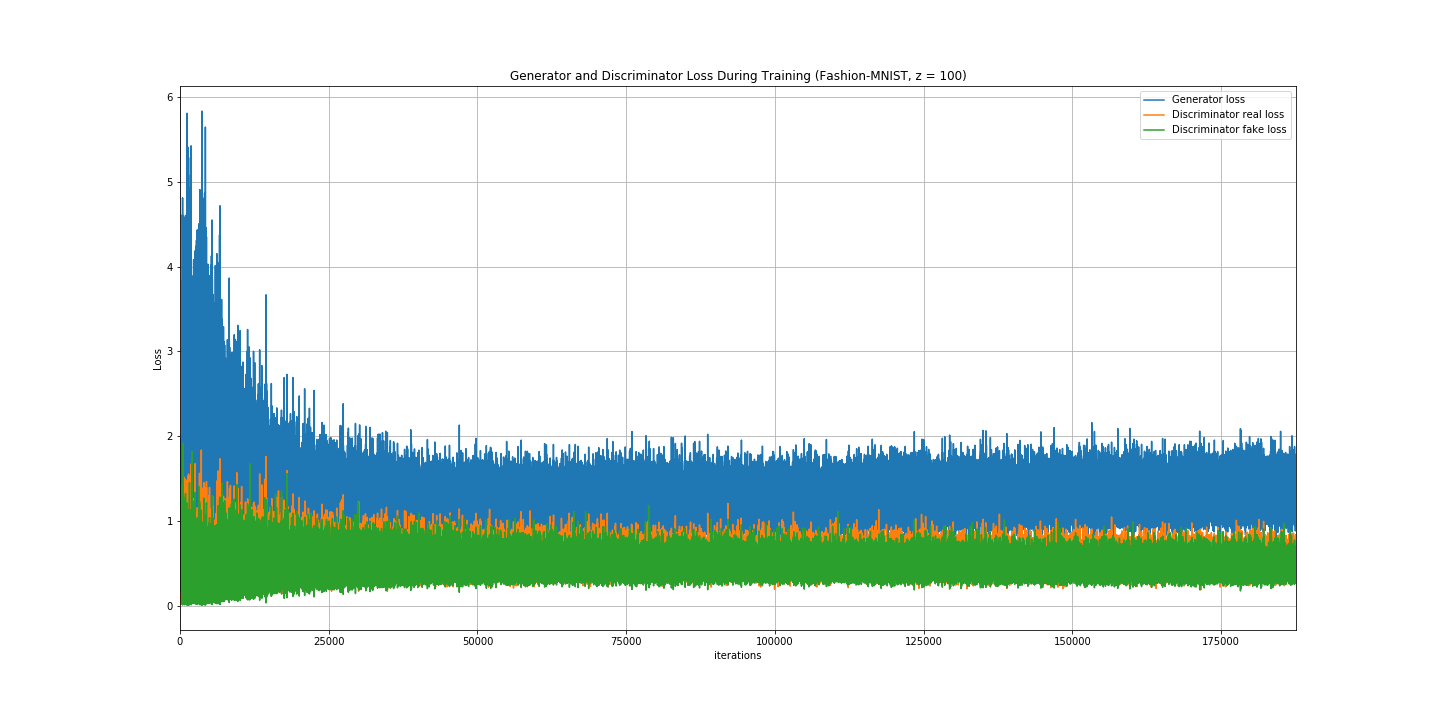 Generator and Discriminator Loss During Training (Fashion-MNIST, z = 100)
Generator loss
Discriminator real loss
Discriminator fake loss
6
5
4
3
2
1
0
Loss
0 25000 50000 75000 100000 125000 150000 175000
iterations